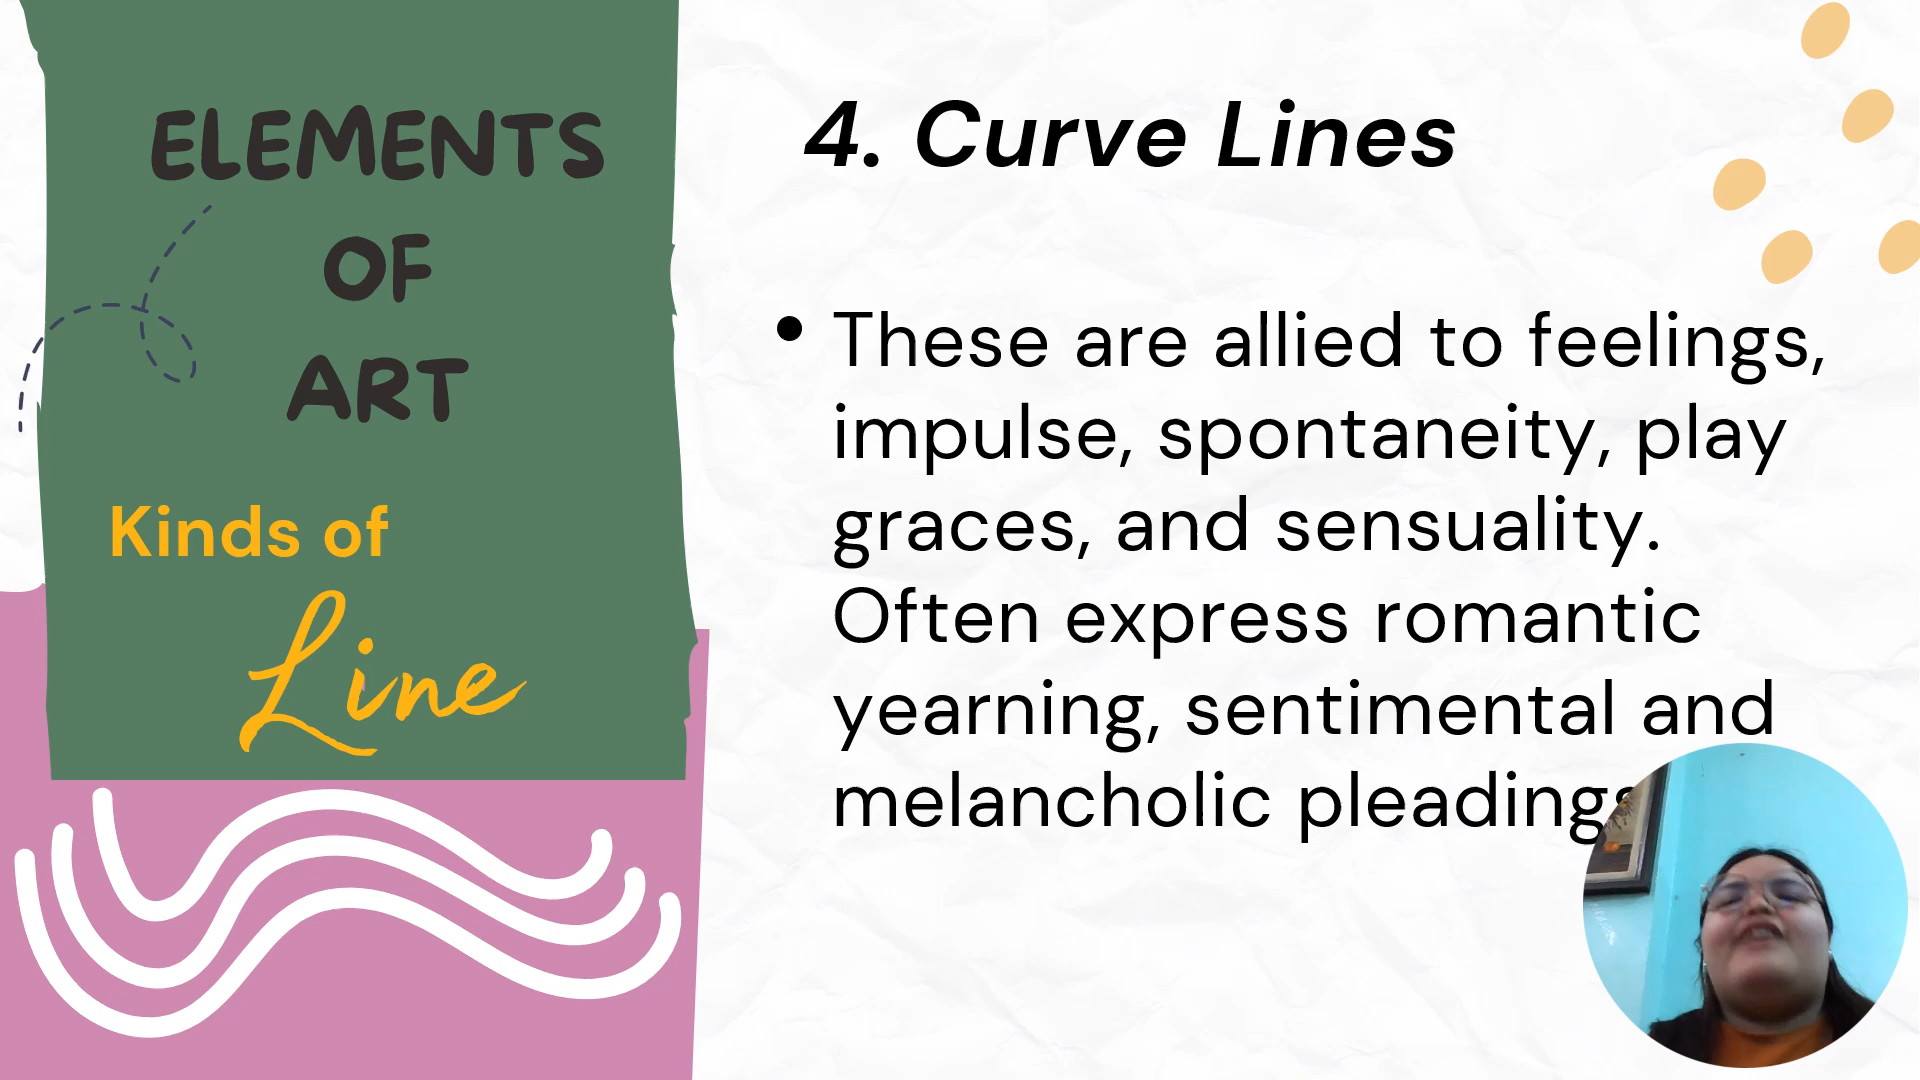 ELEMENTS
OF
ART
Kinds of
Line
4. Curve Lines
• These are allied to feelings,
impulse, spontaneity, play
graces, and sensuality.
Often express romantic
yearning, sentimental and
melancholic pleadings